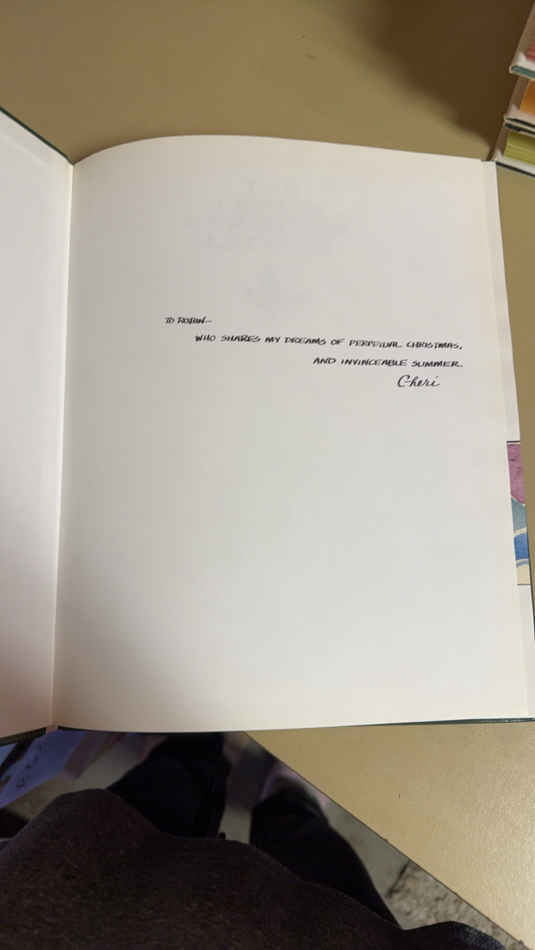 TO ROBIN--
WHO SHARES MY DREAMS OF PERPETUAL CHRISTMAS,
AND INVINCEABLE SUMMER.
Cheri